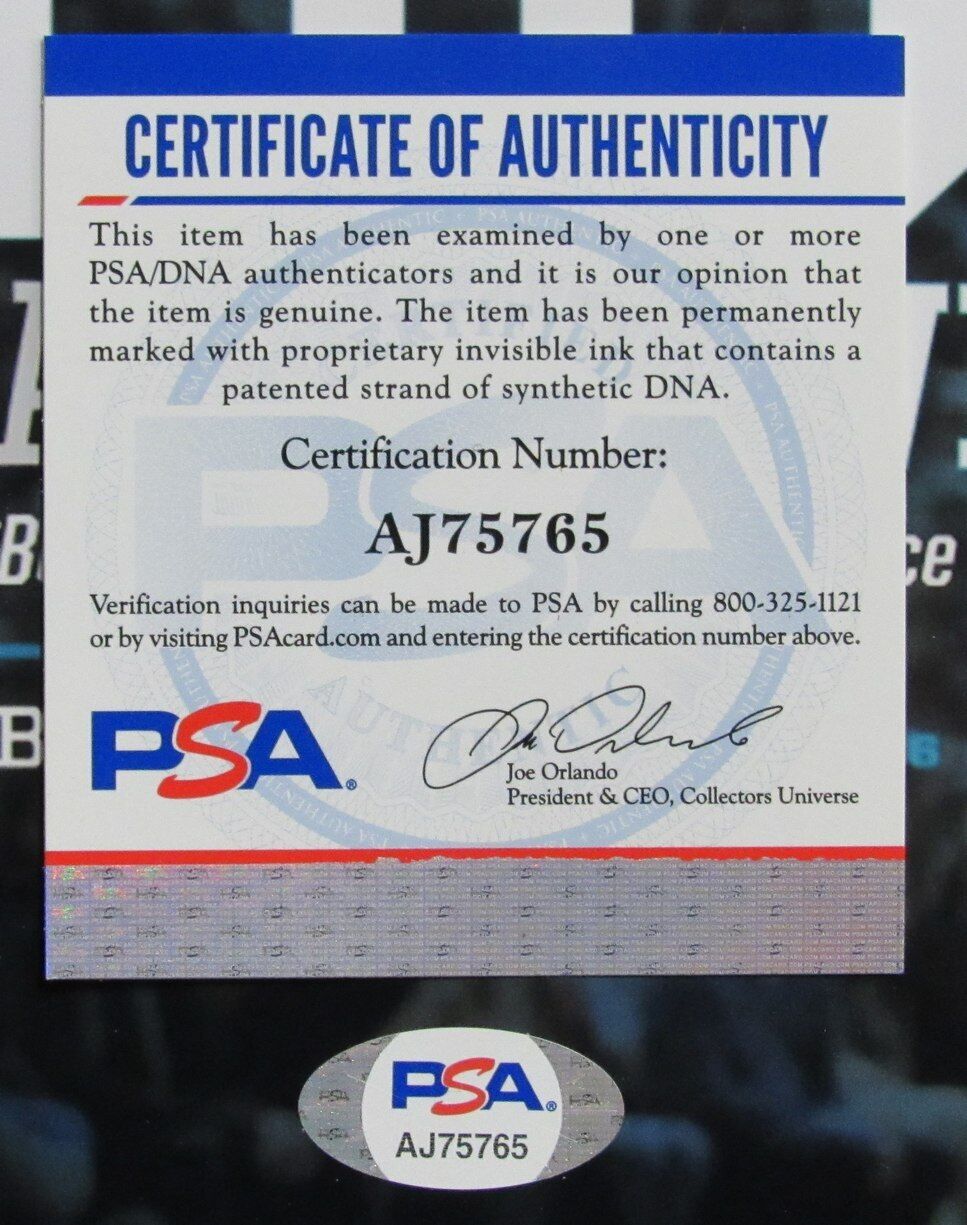 CERTIFICATE OF AUTHENTICITY
This item has been examined by one or more
PSA/DNA authenticators and it is our opinion that
the item is genuine. The item has been permanently
marked with proprietary invisible ink that contains a
patented strand of synthetic DNA.
Certification Number:
AJ75765
Verification inquiries can be made to PSA by calling 800-325-1121
or by visiting PSAcard.com and entering the certification number above.
PSA®
Joe Orlando
President & CEO, Collectors Universe
PSA®
AJ75765